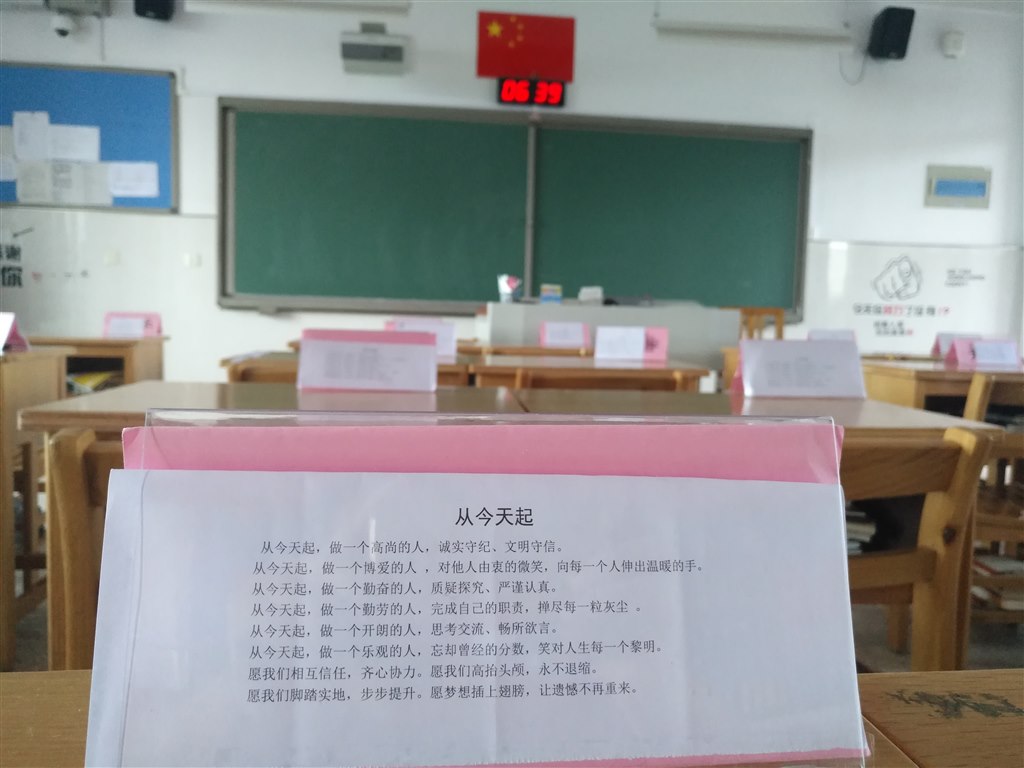 06 39
谢
你
从今天起
从今天起，做一个高尚的人，诚实守纪、文明守信。
从今天起，做一个博爱的人 ，对他人由衷的微笑，向每一个人伸出温暖的手。
从今天起，做一个勤奋的人，质疑探究、严谨认真。
从今天起，做一个勤劳的人，完成自己的职责，掸尽每一粒灰尘 。
从今天起，做一个开朗的人，思考交流、畅所欲言。
从今天起，做一个乐观的人，忘却曾经的分数，笑对人生每一个黎明。
愿我们相互信任，齐心协力。愿我们高抬头颅，永不退缩。
愿我们脚踏实地，步步提升。愿梦想插上翅膀，让遗憾不再重来。